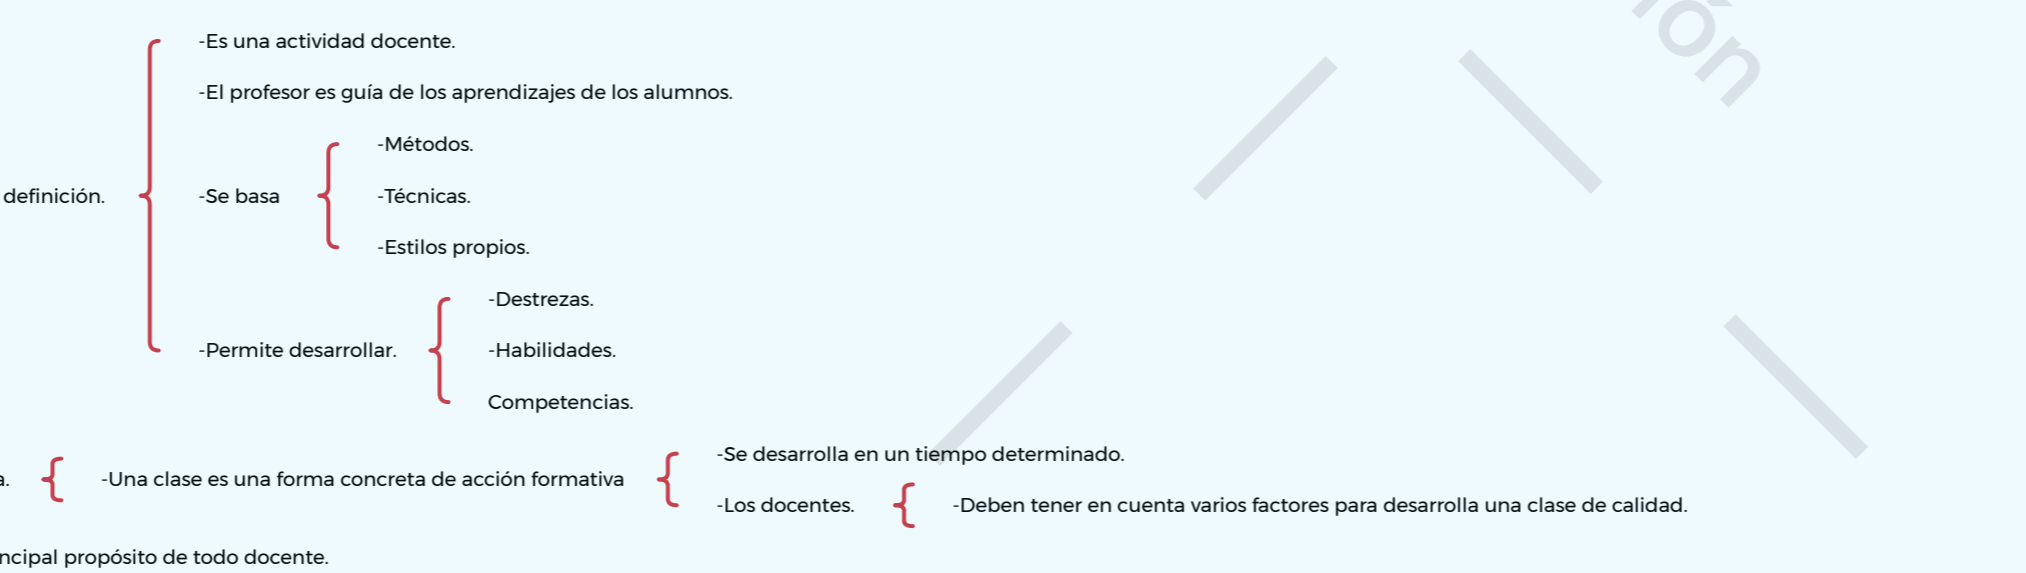 -Es una actividad docente.
-El profesor es guía de los aprendizajes de los alumnos.
definición.
-Se basa
-Métodos.
-Técnicas.
-Estilos propios.
-Permite desarrollar.
-Destrezas.
-Habilidades.
Competencias.
-Una clase es una forma concreta de acción formativa
-Se desarrolla en un tiempo determinado.
-Los docentes.
-Deben tener en cuenta varios factores para desarrolla una clase de calidad.
ncipal propósito de todo docente.
ón